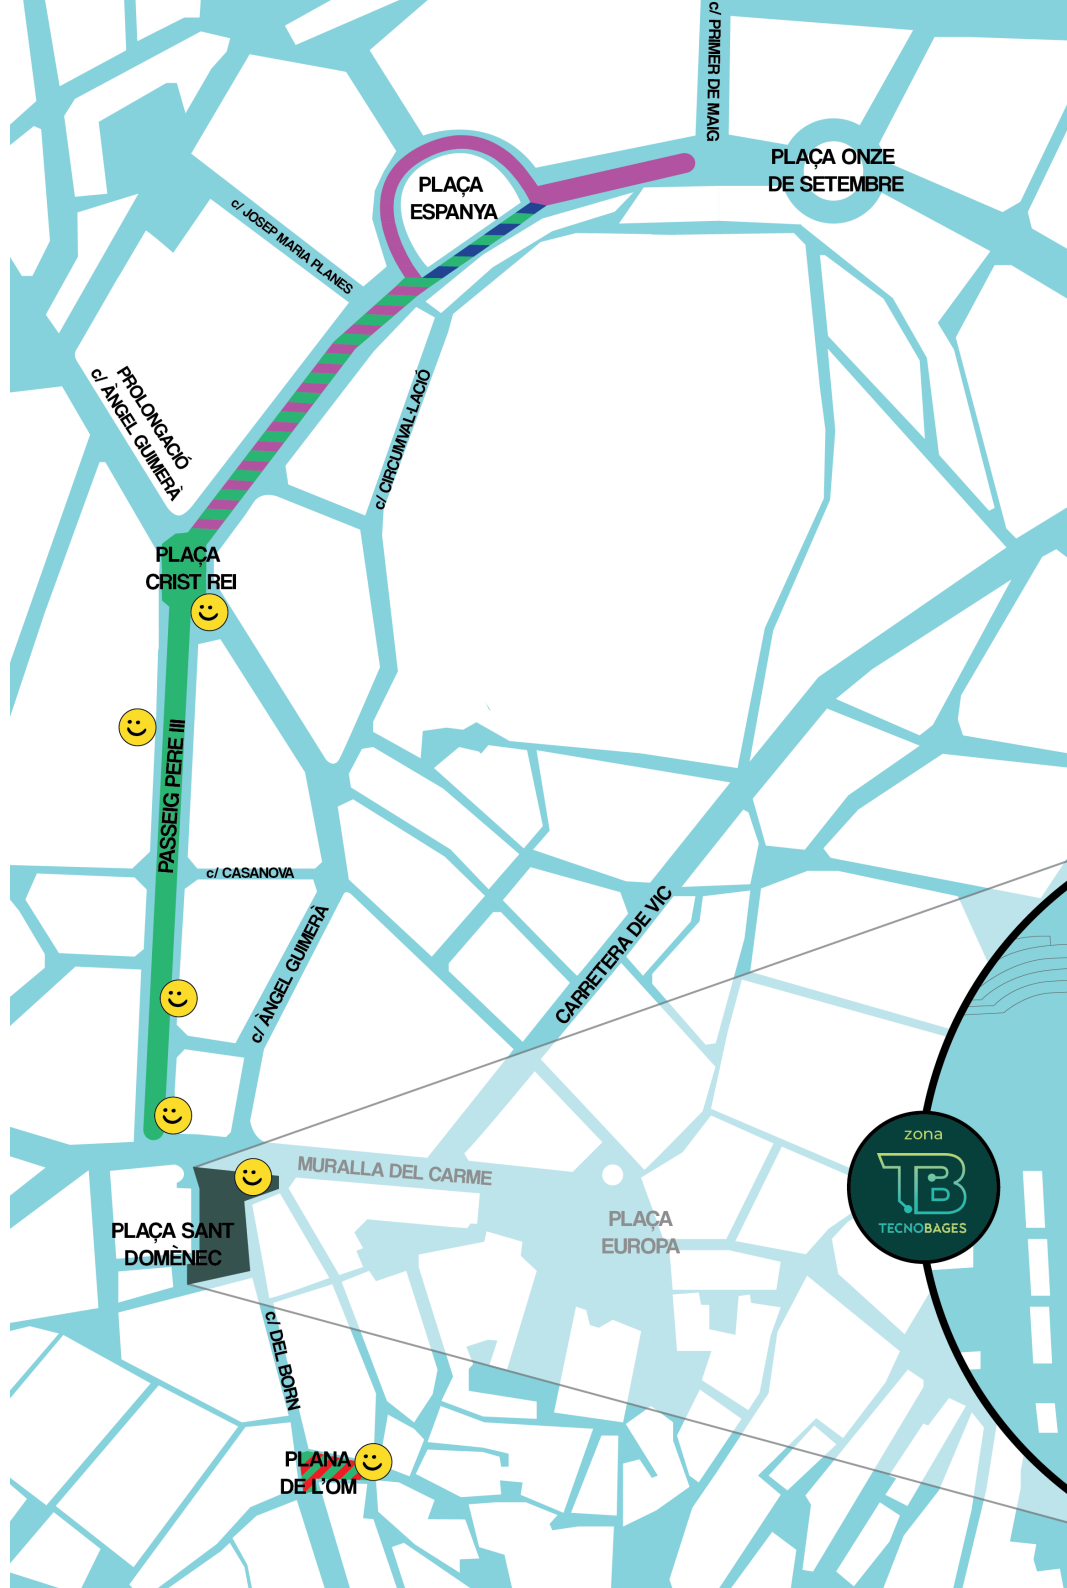 c/ PRIMER DE MAIG
PLAÇA ONZE
DE SETEMBRE
PLAÇA
ESPANYA
c/ JOSEP MARIA PLANES
PROLONGACIÓ
c/ ÀNGEL GUIMERÀ
c/ CIRCUMVAL·LACIÓ
PLAÇA
CRIST REI
PASSEIG PERE III
c/ CASANOVA
c/ ÀNGEL GUIMERÀ
CARRETERA DE VIC
zona
TB
TECNOBAGES
MURALLA DEL CARME
PLAÇA
EUROPA
PLAÇA SANT
DOMÈNEC
c/ DEL BORN
PLANA
DE L'OM